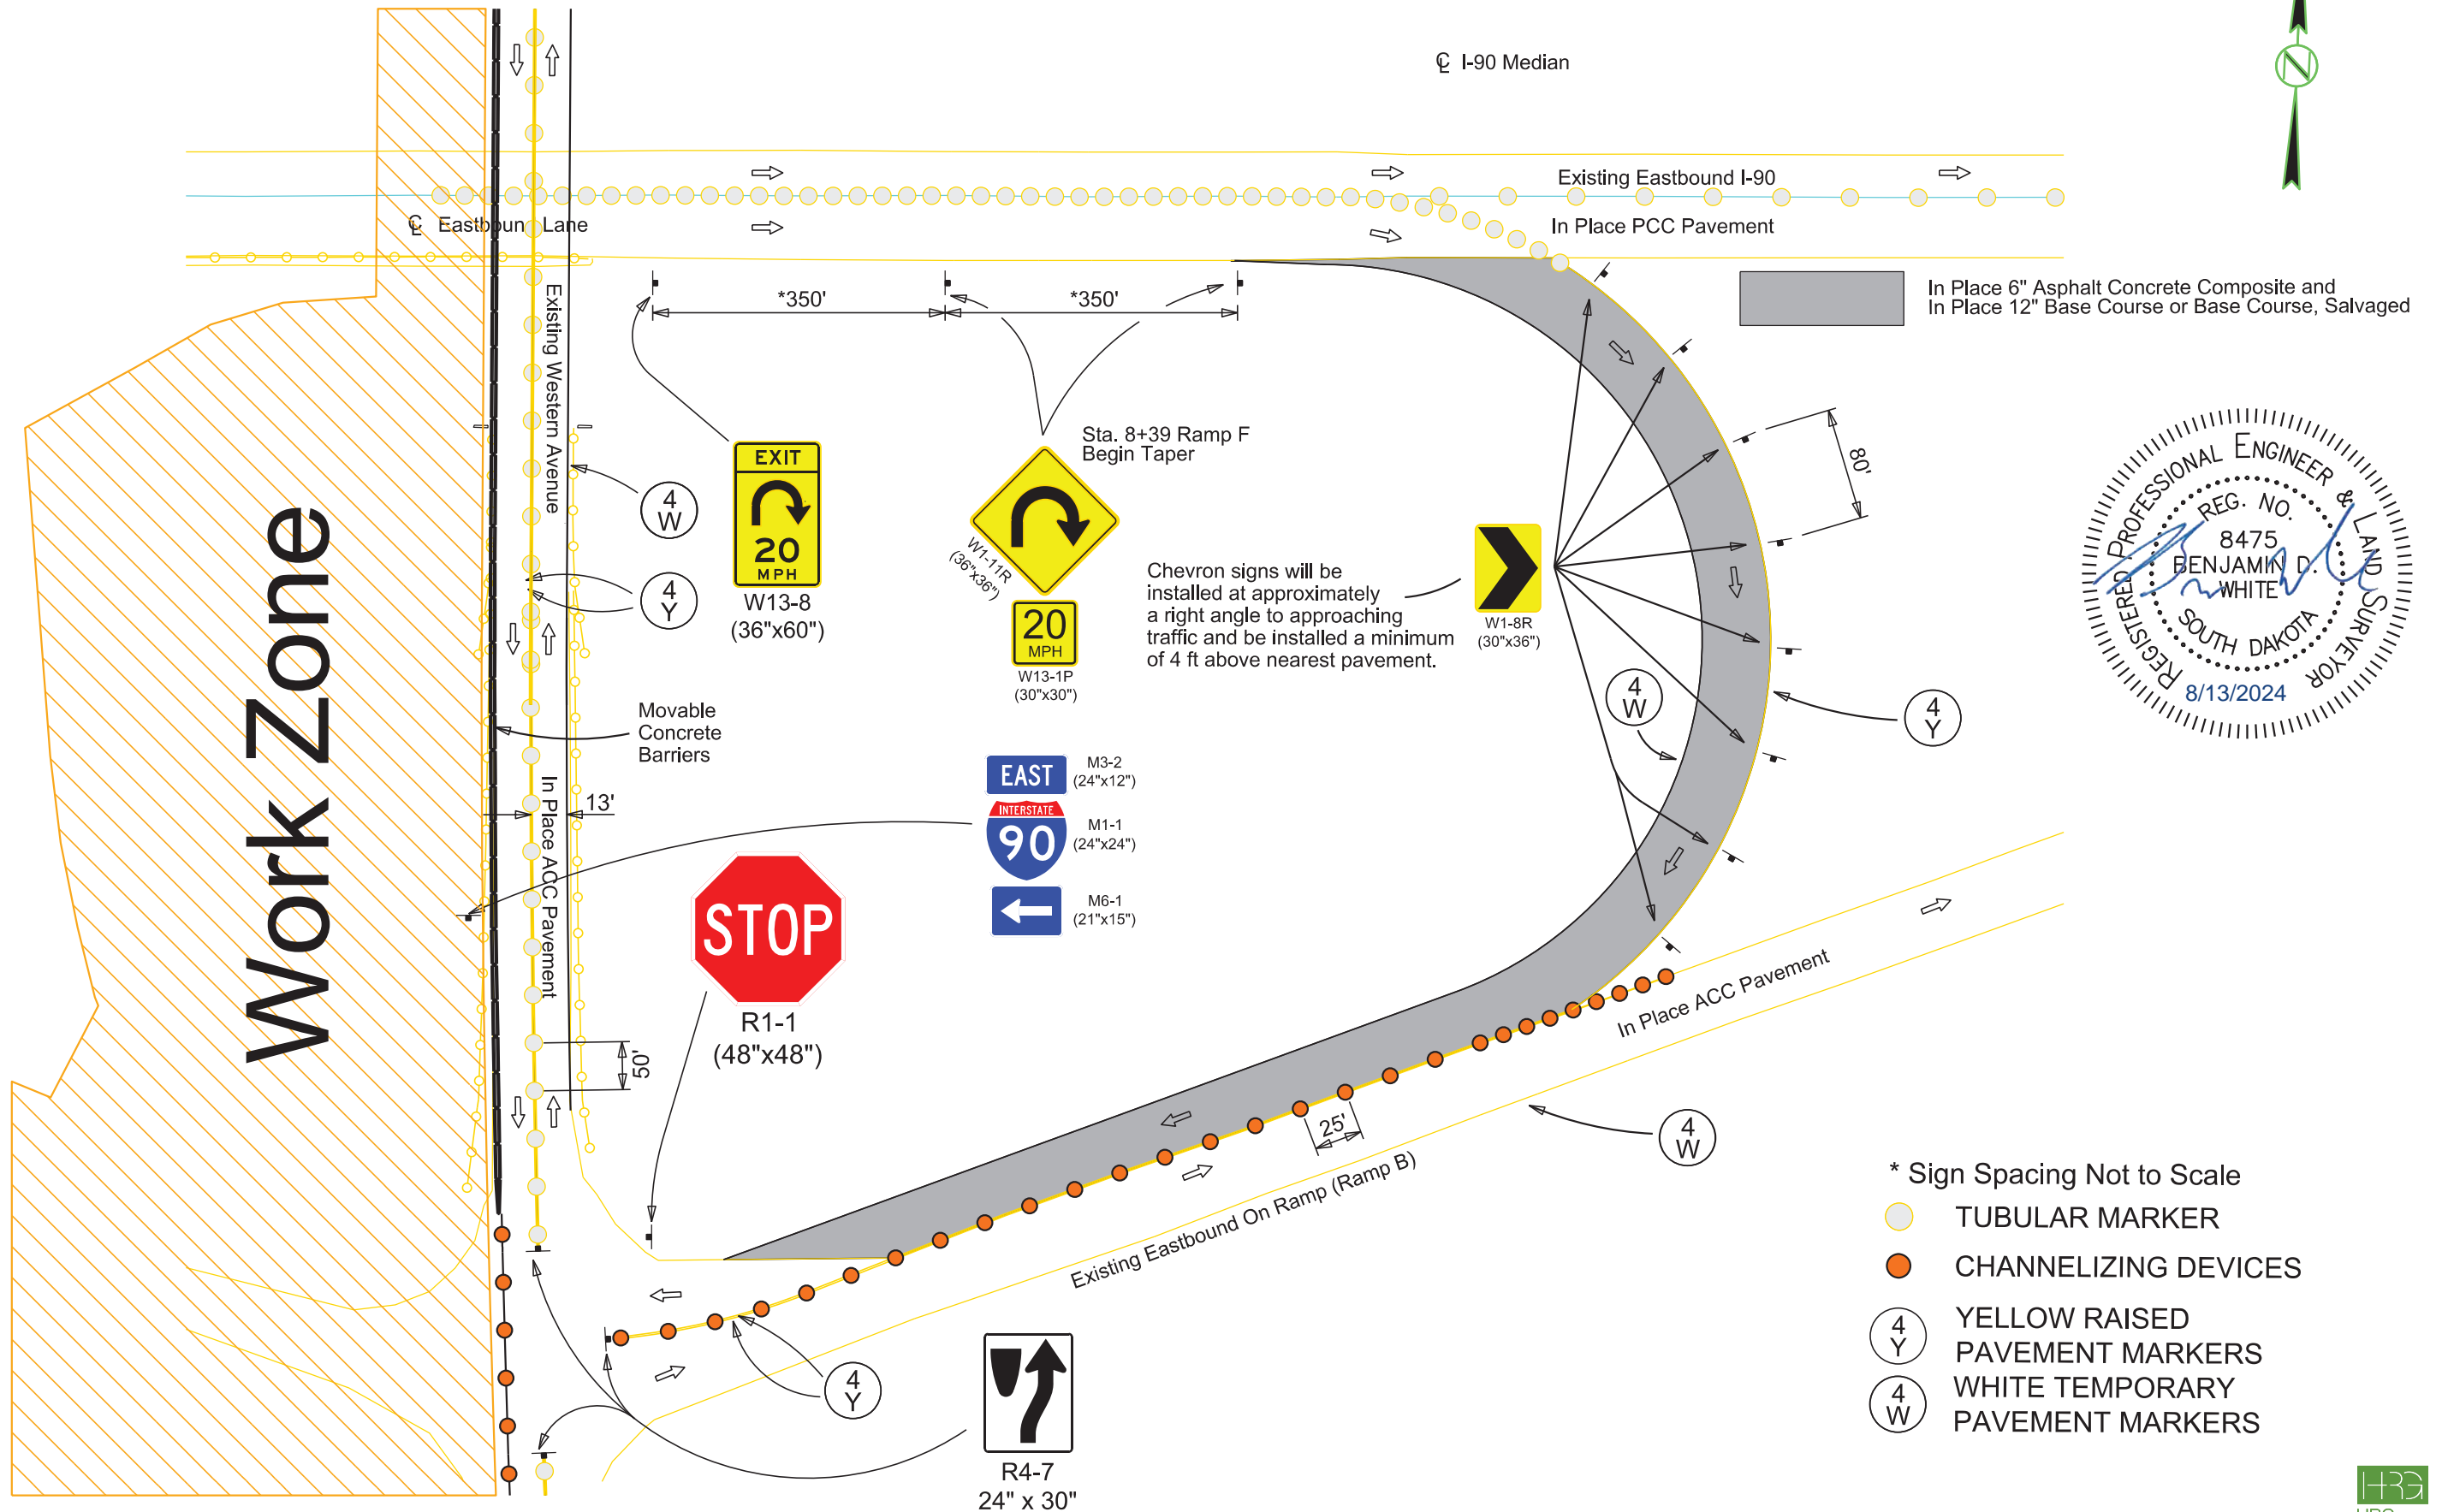 ℄ I-90 Median
N
Existing Eastbound I-90
℄ Eastboun Lane
In Place PCC Pavement
*350'
*350'
In Place 6" Asphalt Concrete Composite and
In Place 12" Base Course or Base Course, Salvaged
Existing Western Avenue
Sta. 8+39 Ramp F
Begin Taper
EXIT
20
MPH
W13-8
(36"x60")
4
W
4
Y
W1-11R
(36"x36")
20
MPH
W13-1P
(30"x30")
80'
Chevron signs will be
installed at approximately
a right angle to approaching
traffic and be installed a minimum
of 4 ft above nearest pavement.
W1-8R
(30"x36")
REGISTERED PROFESSIONAL ENGINEER & LAND SURVEYOR
REG. NO.
8475
BENJAMIN D.
WHITE
SOUTH DAKOTA
8/13/2024
Work Zone
4
W
4
Y
Movable
Concrete
Barriers
13'
In Place ACC Pavement
EAST
M3-2
(24"x12")
INTERSTATE
90
M1-1
(24"x24")
M6-1
(21"x15")
STOP
R1-1
(48"x48")
50'
In Place ACC Pavement
25'
4
W
Existing Eastbound On Ramp (Ramp B)
4
Y
R4-7
24" x 30"
* Sign Spacing Not to Scale
TUBULAR MARKER
CHANNELIZING DEVICES
4
Y
YELLOW RAISED
PAVEMENT MARKERS
4
W
WHITE TEMPORARY
PAVEMENT MARKERS
HRG